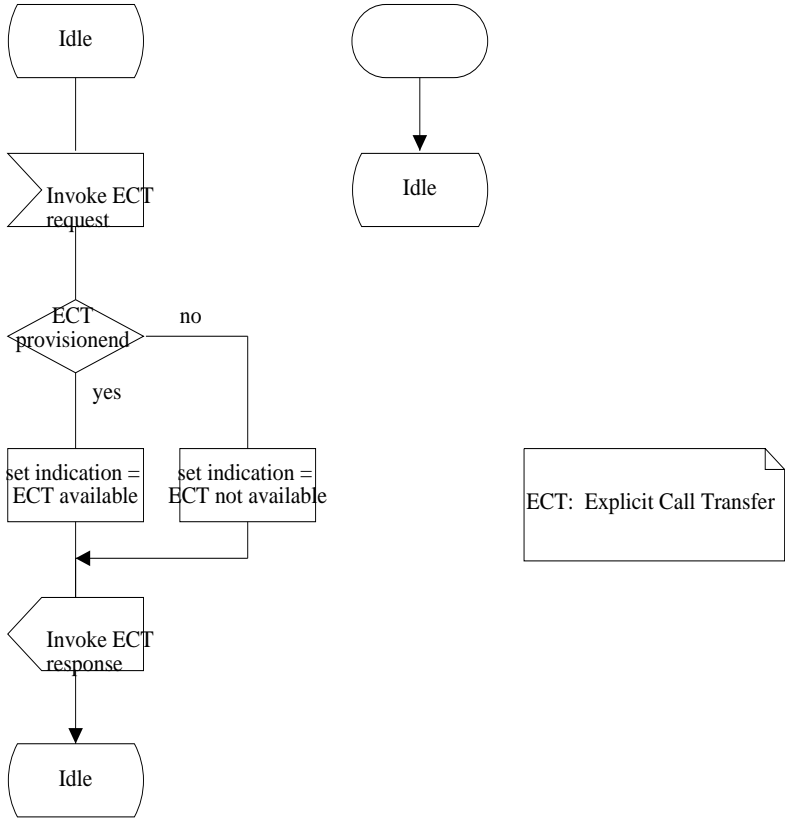 Idle
Idle
Invoke ECT
request
ECT
provisionend
no
yes
set indication =
ECT available
set indication =
ECT not available
ECT:  Explicit Call Transfer
Invoke ECT
response
Idle